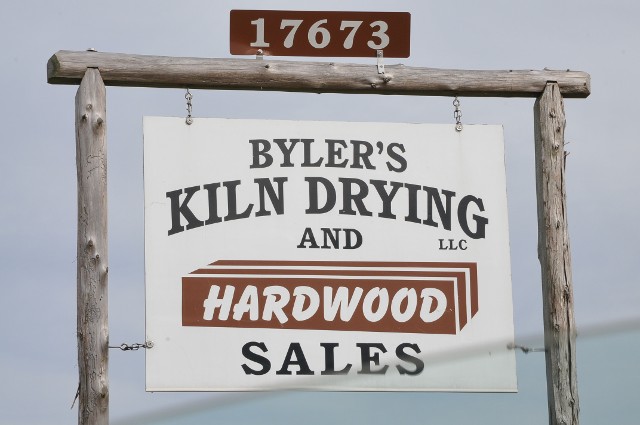 17673
BYLER'S
KILN DRYING
AND
LLC
HARDWOOD
SALES